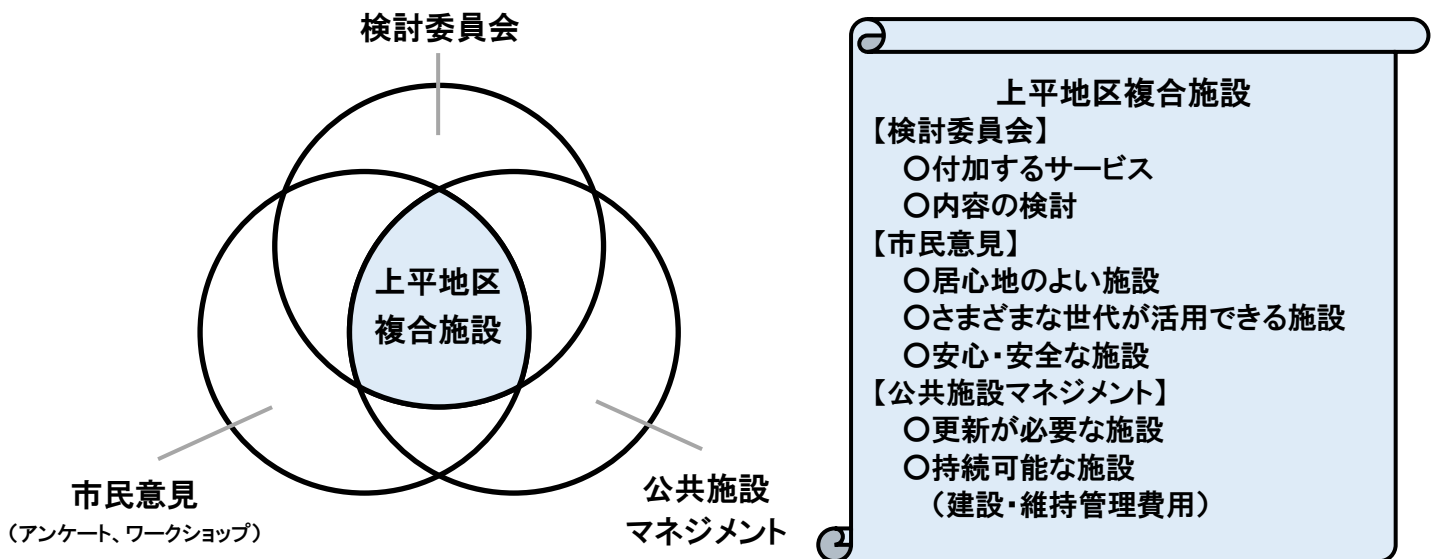 検討委員会
上平地区
複合施設
市民意見
(アンケート、ワークショップ)
公共施設
マネジメント
上平地区複合施設
【検討委員会】
○付加するサービス
○内容の検討
【市民意見】
○居心地のよい施設
○さまざまな世代が活用できる施設
○安心・安全な施設
【公共施設マネジメント】
○更新が必要な施設
○持続可能な施設
(建設・維持管理費用)